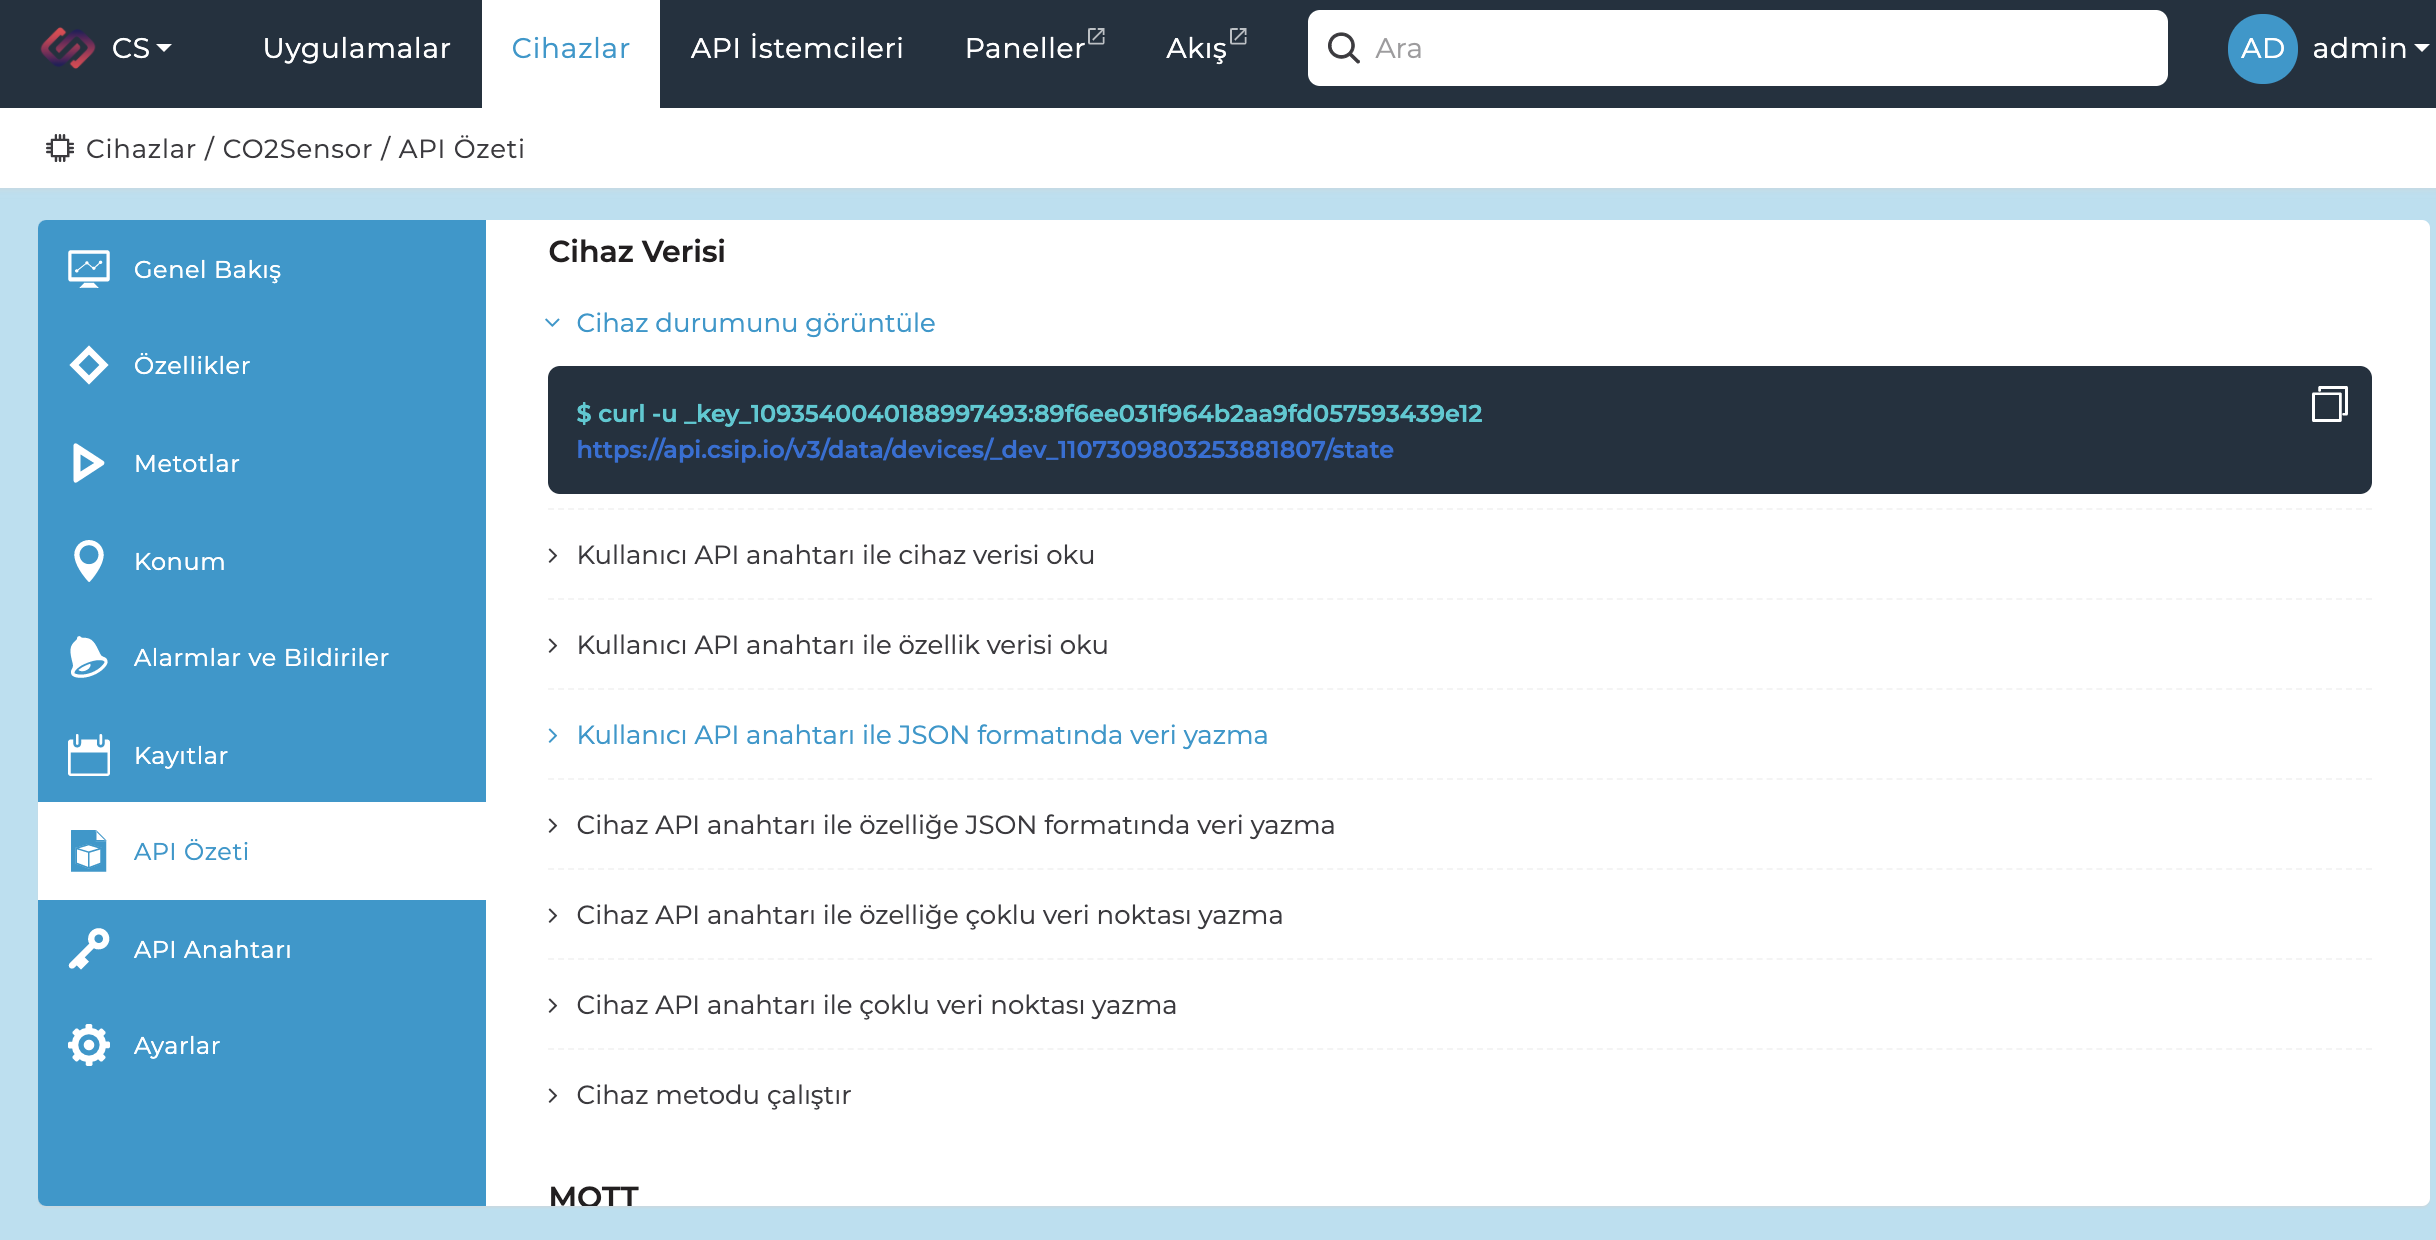 CS
Uygulamalar
Cihazlar
API İstemcileri
Paneller
Akış
Ara
AD
admin
Cihazlar / CO2Sensor / API Özeti
Genel Bakış
Özellikler
Metotlar
Konum
Alarmlar ve Bildiriler
Kayıtlar
API Özeti
API Anahtarı
Ayarlar
Cihaz Verisi
Cihaz durumunu görüntüle
$ curl -u _key_1093540040188997493:89f6ee031f964b2aa9fd057593439e12
https://api.csip.io/v3/data/devices/_dev_1107309803253881807/state
Kullanıcı API anahtarı ile cihaz verisi oku
Kullanıcı API anahtarı ile özellik verisi oku
Kullanıcı API anahtarı ile JSON formatında veri yazma
Cihaz API anahtarı ile özelliğe JSON formatında veri yazma
Cihaz API anahtarı ile özelliğe çoklu veri noktası yazma
Cihaz API anahtarı ile çoklu veri noktası yazma
Cihaz metodu çalıştır
MQTT